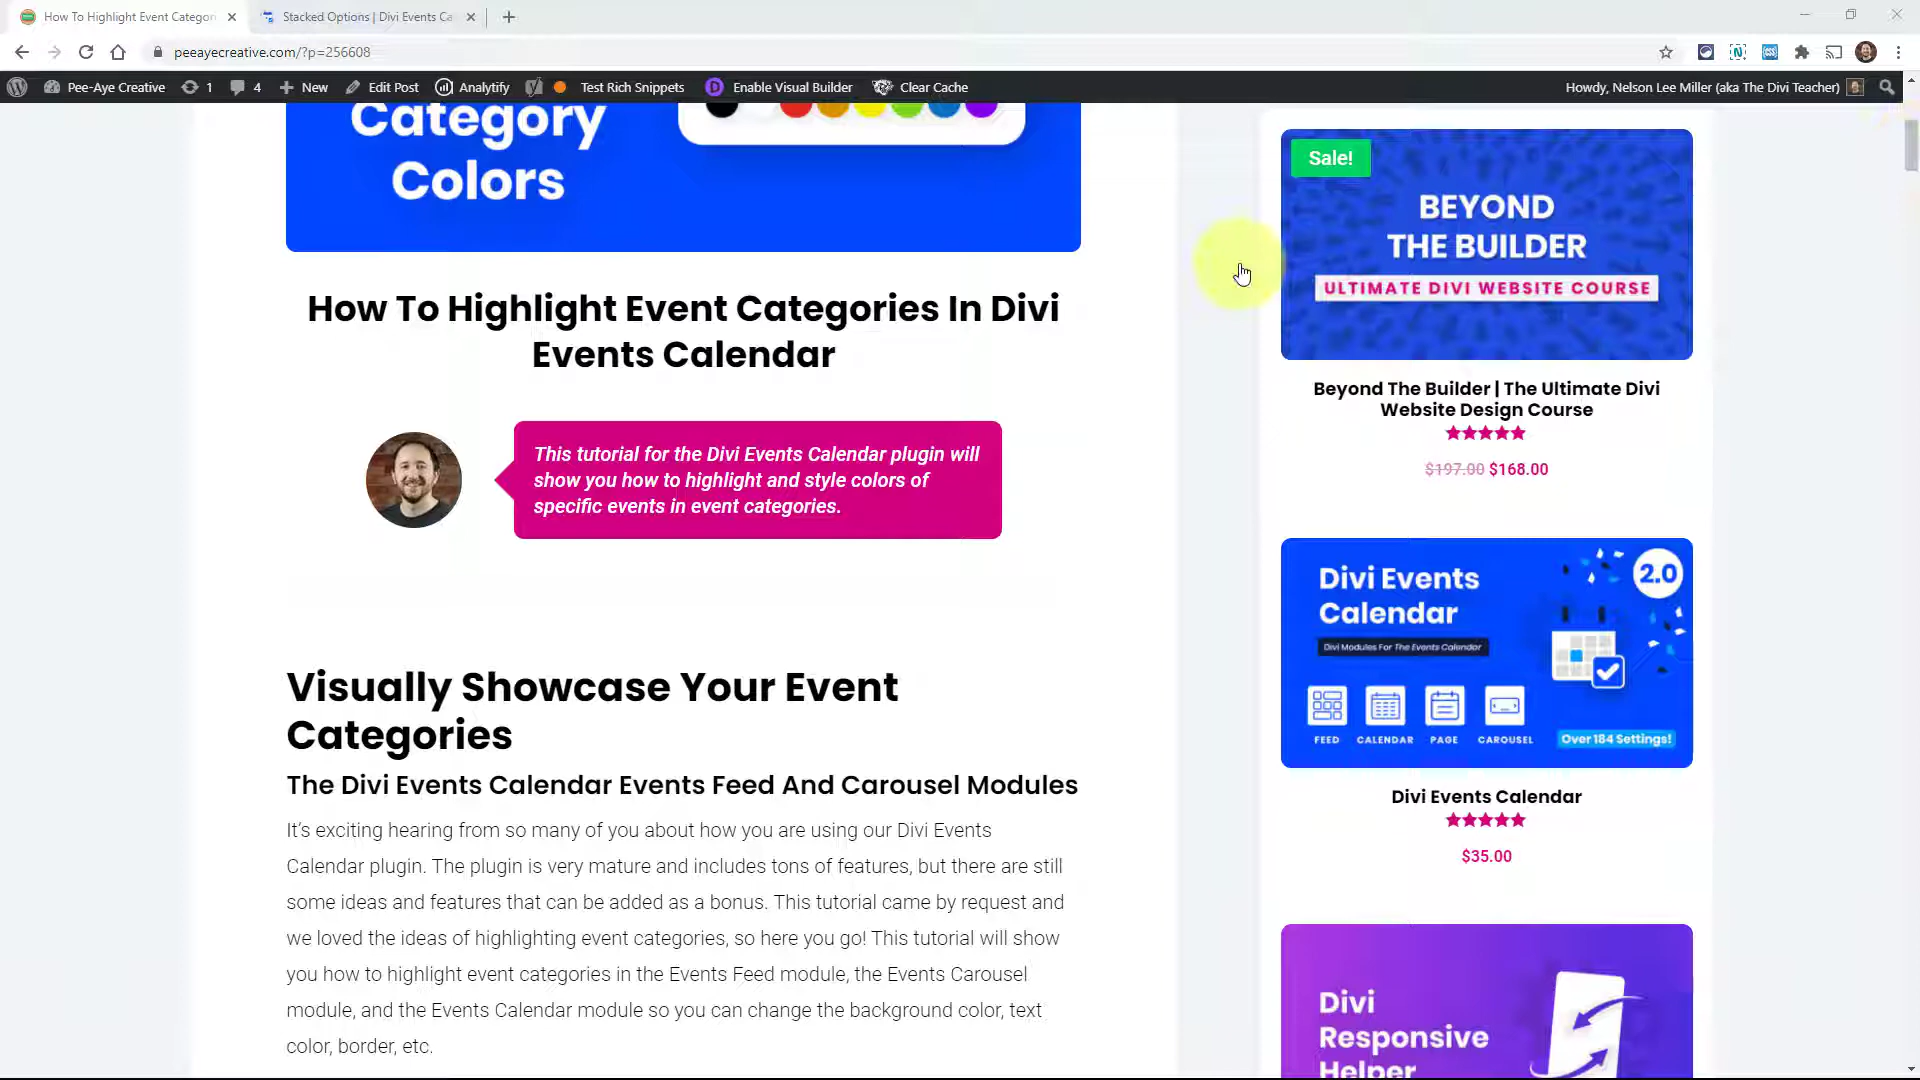 How To Highlight Event Categor
Stacked Options | Divi Events Ca
peeayecreative.com/?p=256608
Pee-Aye Creative
1
4
New
Edit Post
Analytify
Test Rich Snippets
Enable Visual Builder
Clear Cache
Howdy, Nelson Lee Miller (aka The Divi Teacher)
Category
Colors
How To Highlight Event Categories In Divi
Events Calendar
This tutorial for the Divi Events Calendar plugin will
show you how to highlight and style colors of
specific events in event categories.
Visually Showcase Your Event
Categories
The Divi Events Calendar Events Feed And Carousel Modules
It's exciting hearing from so many of you about how you are using our Divi Events
Calendar plugin. The plugin is very mature and includes tons of features, but there are still
some ideas and features that can be added as a bonus. This tutorial came by request and
we loved the ideas of highlighting event categories, so here you go! This tutorial will show
you how to highlight event categories in the Events Feed module, the Events Carousel
module, and the Events Calendar module so you can change the background color, text
color, border, etc.
Sale!
BEYOND
THE BUILDER
ULTIMATE DIVI WEBSITE COURSE
Beyond The Builder | The Ultimate Divi
Website Design Course
$197.00 $168.00
Divi Events
Calendar
2.0
Divi Modules For The Events Calendar
FEED CALENDAR PAGE CAROUSEL
Over 184 Settings!
Divi Events Calendar
$35.00
Divi
Responsive
Helper